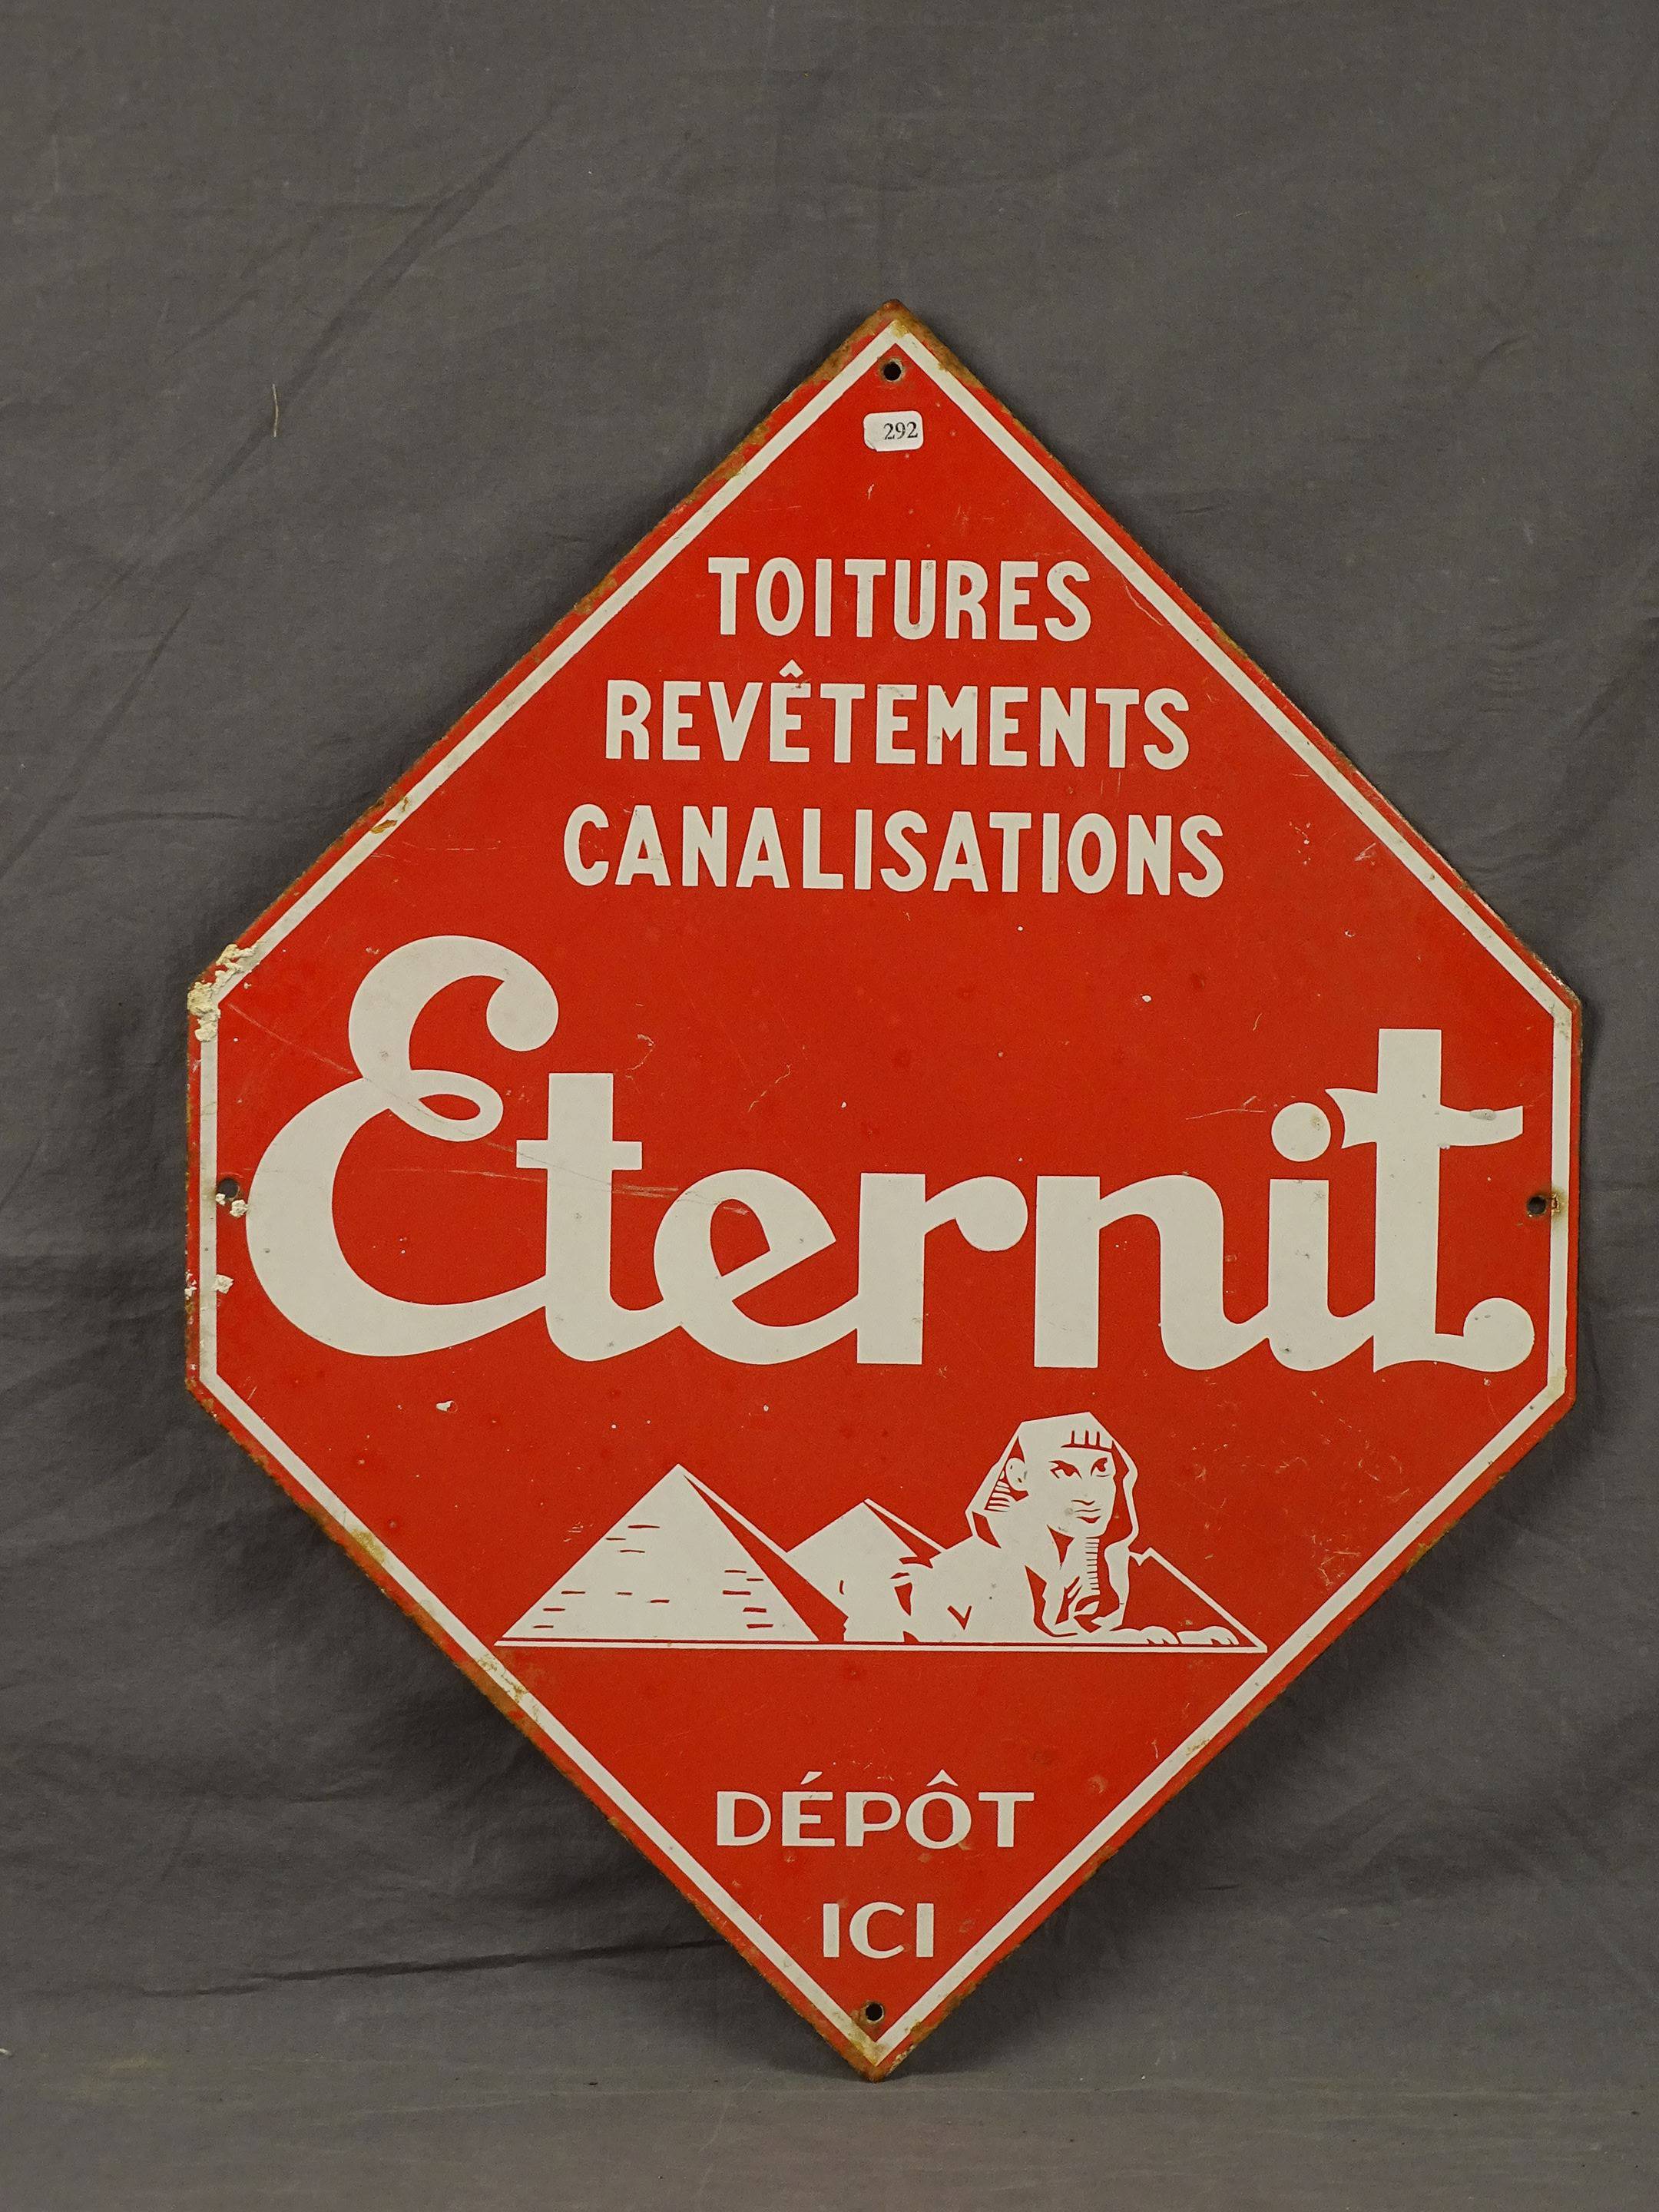 292
TOITURES
REVÊTEMENTS
CANALISATIONS
Eternit
DÉPÔT
ICI